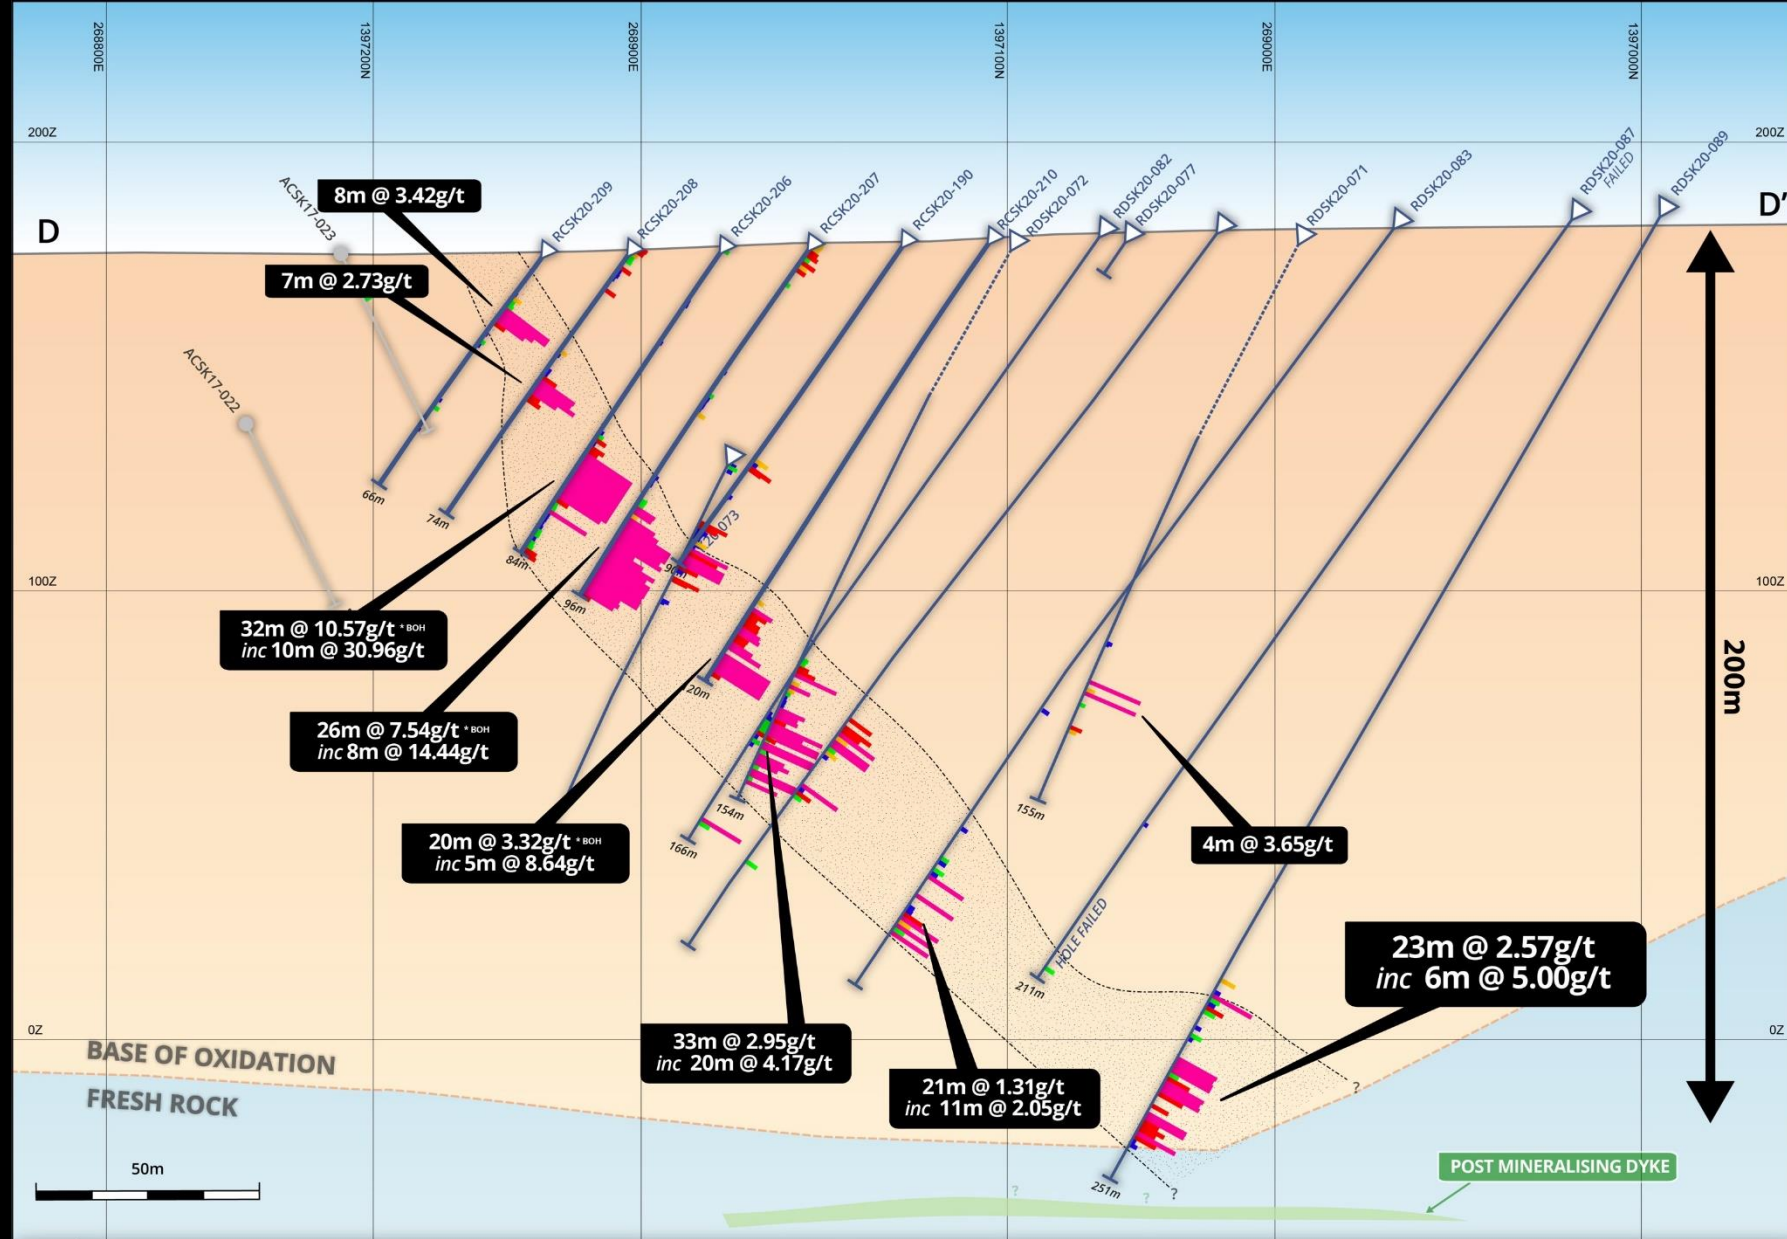 268800E
1397200N
268900E
1397100N
269000E
1397000N
200Z
200Z
D
D'
ACSK17-023
ACSK17-022
RCSK20-209
RCSK20-208
RCSK20-206
RCSK20-207
RCSK20-190
RCSK20-210
RDSK20-072
RDSK20-082
RDSK20-077
RDSK20-071
RDSK20-083
RDSK20-087
FAILED
RDSK20-089
8m @ 3.42g/t
7m @ 2.73g/t
66m
74m
84m
96m
90m
20-073
100Z
100Z
32m @ 10.57g/t *BOH
inc 10m @ 30.96g/t
26m @ 7.54g/t *BOH
inc 8m @ 14.44g/t
20m
154m
166m
155m
200m
20m @ 3.32g/t *BOH
inc 5m @ 8.64g/t
4m @ 3.65g/t
HOLE FAILED
211m
23m @ 2.57g/t
inc 6m @ 5.00g/t
0Z
0Z
33m @ 2.95g/t
inc 20m @ 4.17g/t
21m @ 1.31g/t
inc 11m @ 2.05g/t
BASE OF OXIDATION
FRESH ROCK
?
251m
?
?
?
50m
POST MINERALISING DYKE